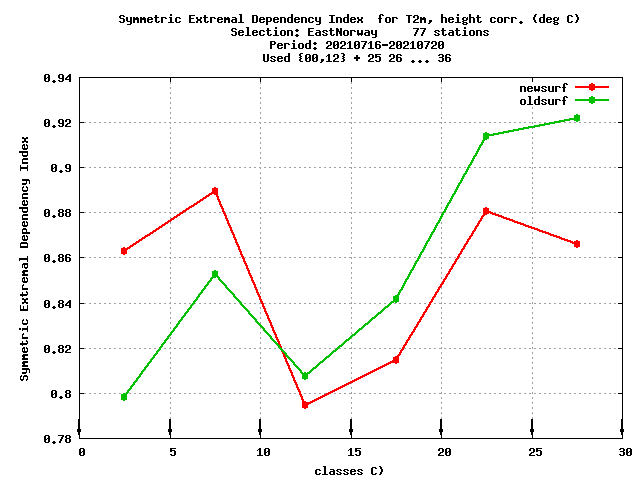 Symmetric Extremal Dependency Index  for T2m, height corr. (deg C)
Selection: EastNorway     77 stations
Period: 20210716-20210720
Used {00,12} + 25 26 ... 36
newsurf
oldsurf
Symmetric Extremal Dependency Index
0.94
0.92
0.9
0.88
0.86
0.84
0.82
0.8
0.78
0 5 10 15 20 25 30
classes C)